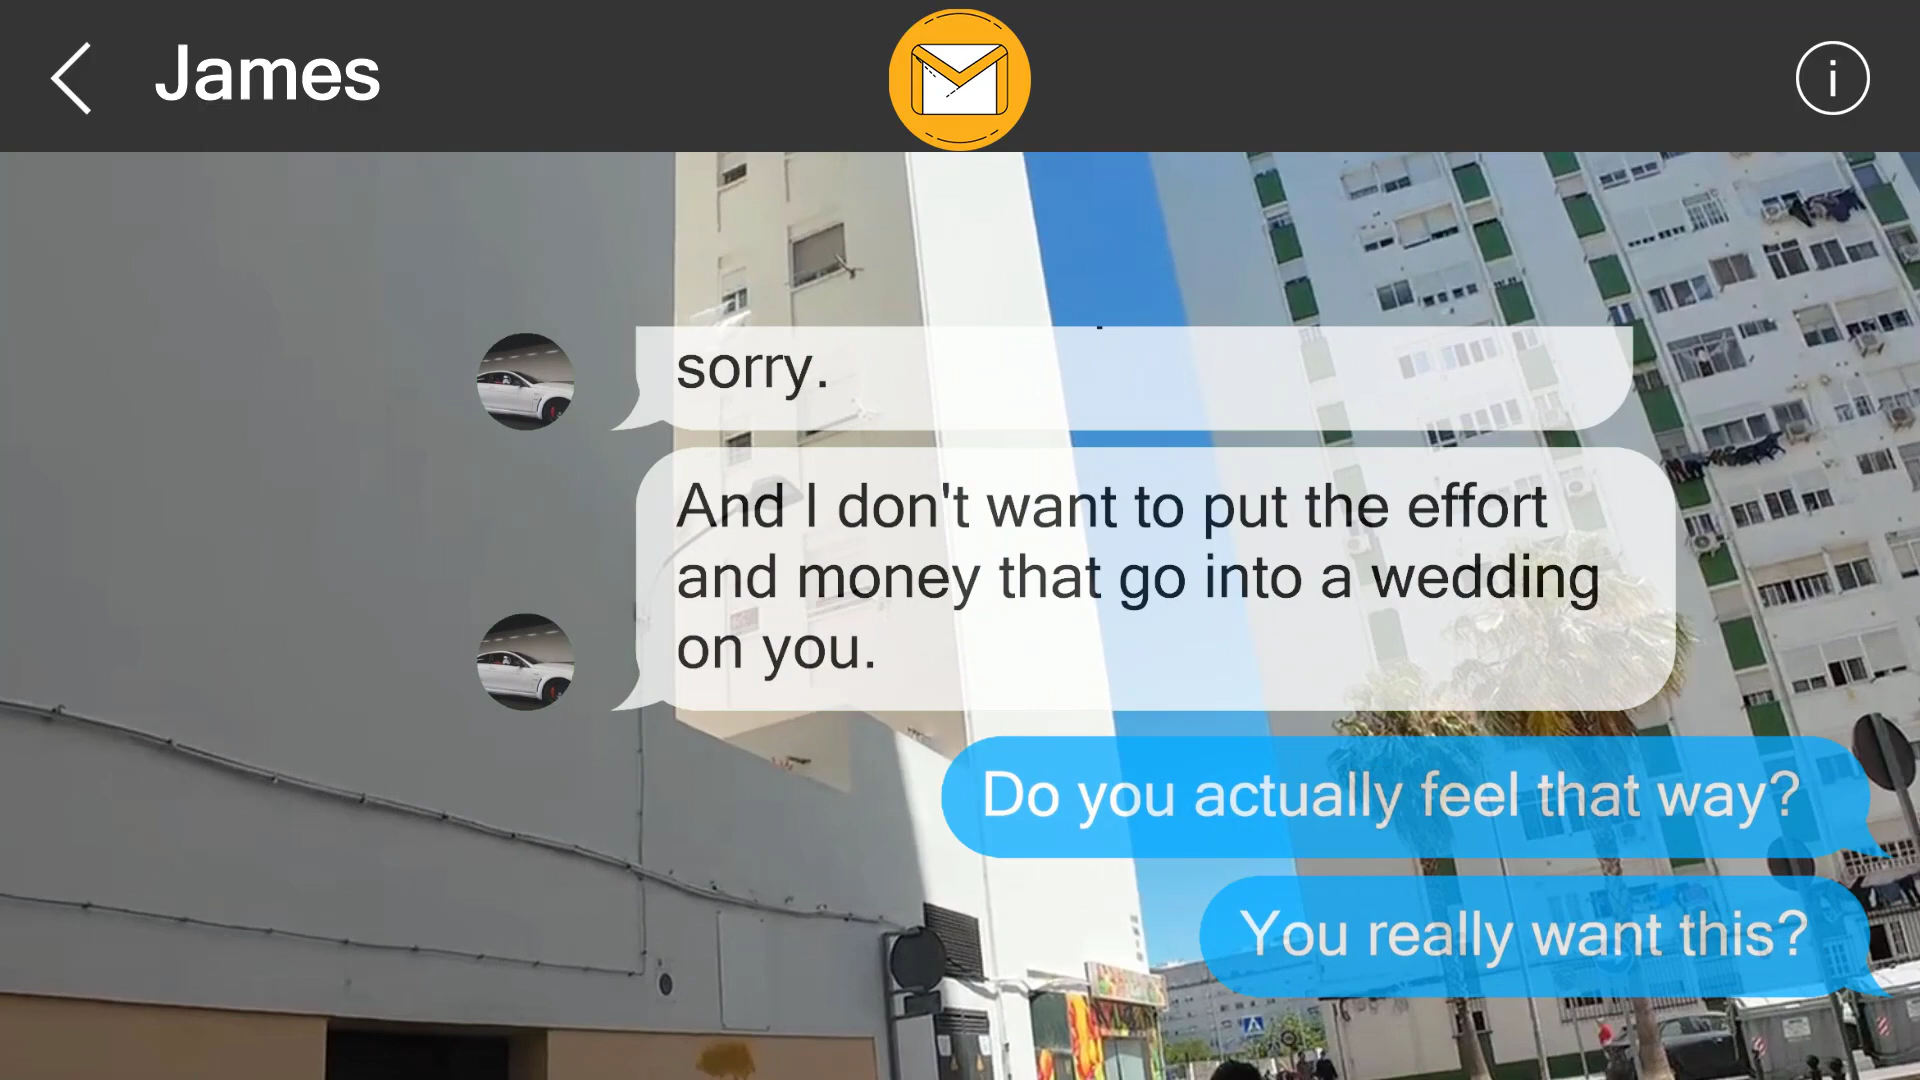 James
sorry.
And I don't want to put the effort
and money that go into a wedding
on you.
Do you actually feel that way?
You really want this?